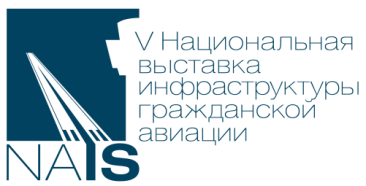 V Национальная
выставка
инфраструктуры
гражданской
авиации
NAIS